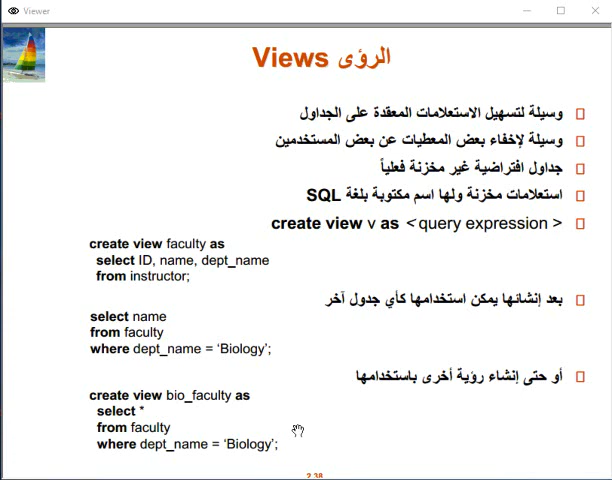 Viewer
الرؤى Views
وسيلة لتسهيل الاستعلامات المعقدة على الجداول
وسيلة لإخفاء بعض المعطيات عن بعض المستخدمين
جداول افتراضية غير مخزنة فعلياً
استعلامات مخزنة ولها اسم مكتوبة بلغة SQL
create view v as < query expression >
create view faculty as
select ID, name, dept_name
from instructor;
بعد إنشائها يمكن استخدامها كأي جدول آخر
select name
from faculty
where dept_name = ‘Biology’;
أو حتى إنشاء رؤية أخرى باستخدامها
create view bio_faculty as
select *
from faculty
where dept_name = ‘Biology’;
2.38